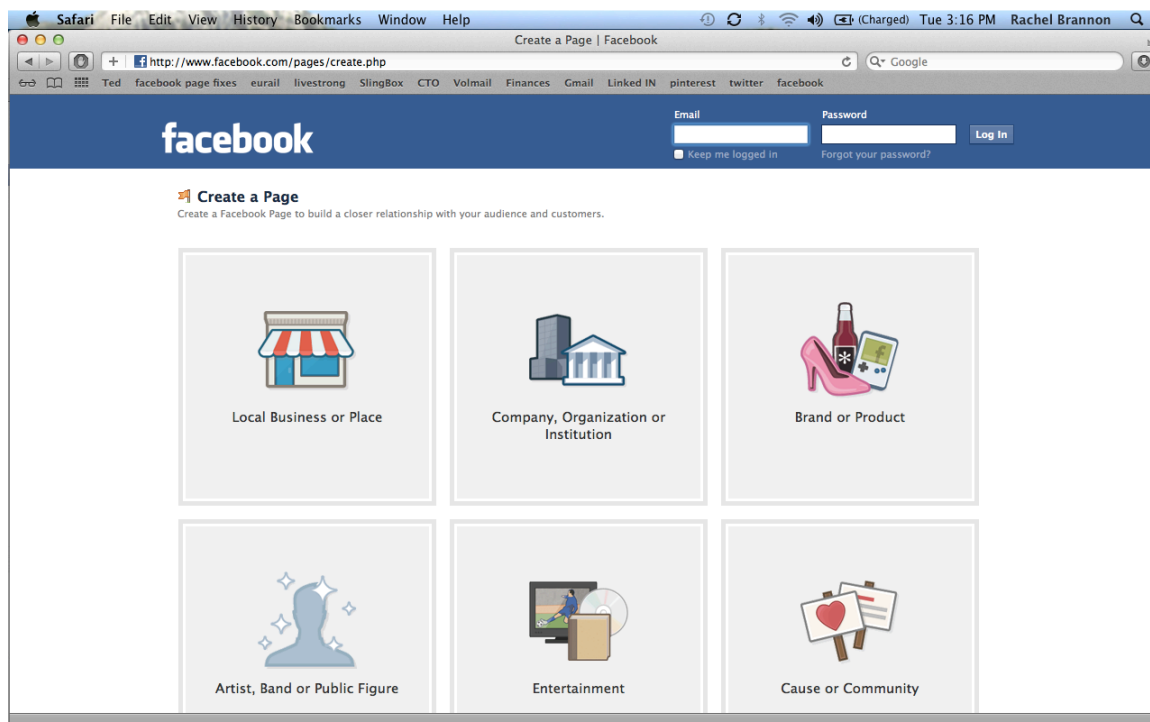 Safari File Edit View History Bookmarks Window Help (Charged) Tue 3:16 PM Rachel Brannon
Create a Page | Facebook
http://www.facebook.com/pages/create.php Google
Ted facebook page fixes eurail livestrong SlingBox CTO Volmail Finances Gmail Linked IN pinterest twitter facebook
Email Password
facebook Log In
Keep me logged in Forgot your password?
Create a Page
Create a Facebook Page to build a closer relationship with your audience and customers.
Local Business or Place
Company, Organization or
Institution
Brand or Product
Artist, Band or Public Figure
Entertainment
Cause or Community